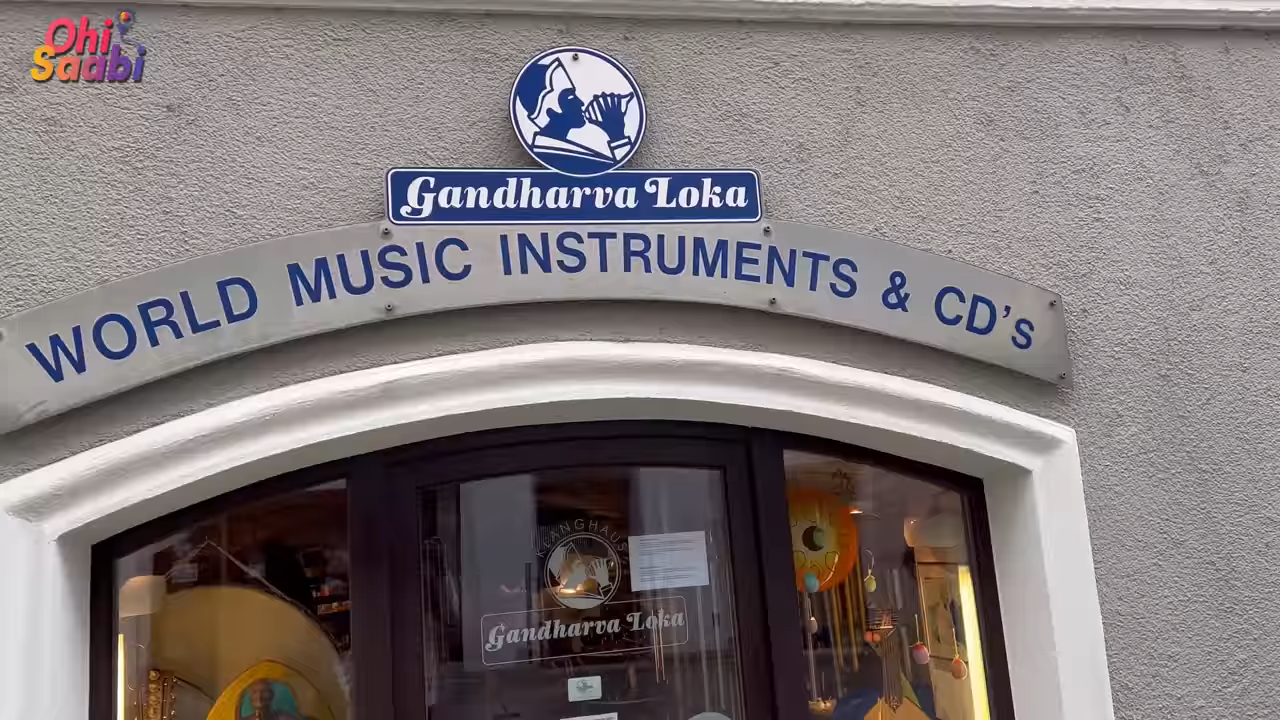 Ohi
Saabi
Gandharva Loka
WORLD MUSIC INSTRUMENTS & CD's
KLANGHAUS
Gandharva Loka